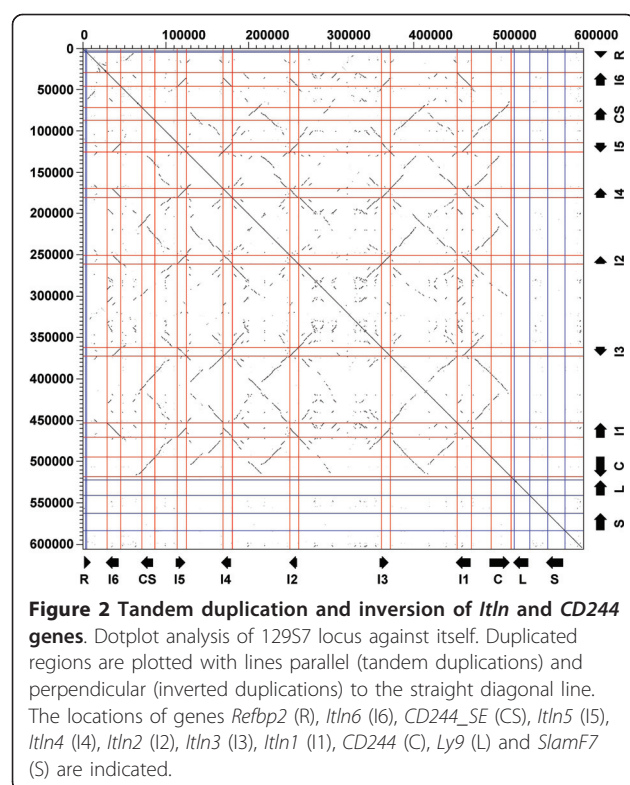 0 100000 200000 300000 400000 500000 600000
0
50000
100000
150000
200000
250000
300000
350000
400000
450000
500000
550000
600000
R
I6
CS
I5
I4
I2
I3
I1
C
L
S
R I6 CS I5 I4 I2 I3 I1 C L S
Figure 2 Tandem duplication and inversion of Itln and CD244
genes. Dotplot analysis of 129S7 locus against itself. Duplicated
regions are plotted with lines parallel (tandem duplications) and
perpendicular (inverted duplications) to the straight diagonal line.
The locations of genes Refbp2 (R), Itln6 (I6), CD244_SE (CS), Itln5 (I5),
Itln4 (I4), Itln2 (I2), Itln3 (I3), Itln1 (I1), CD244 (C), Ly9 (L) and SlamF7
(S) are indicated.